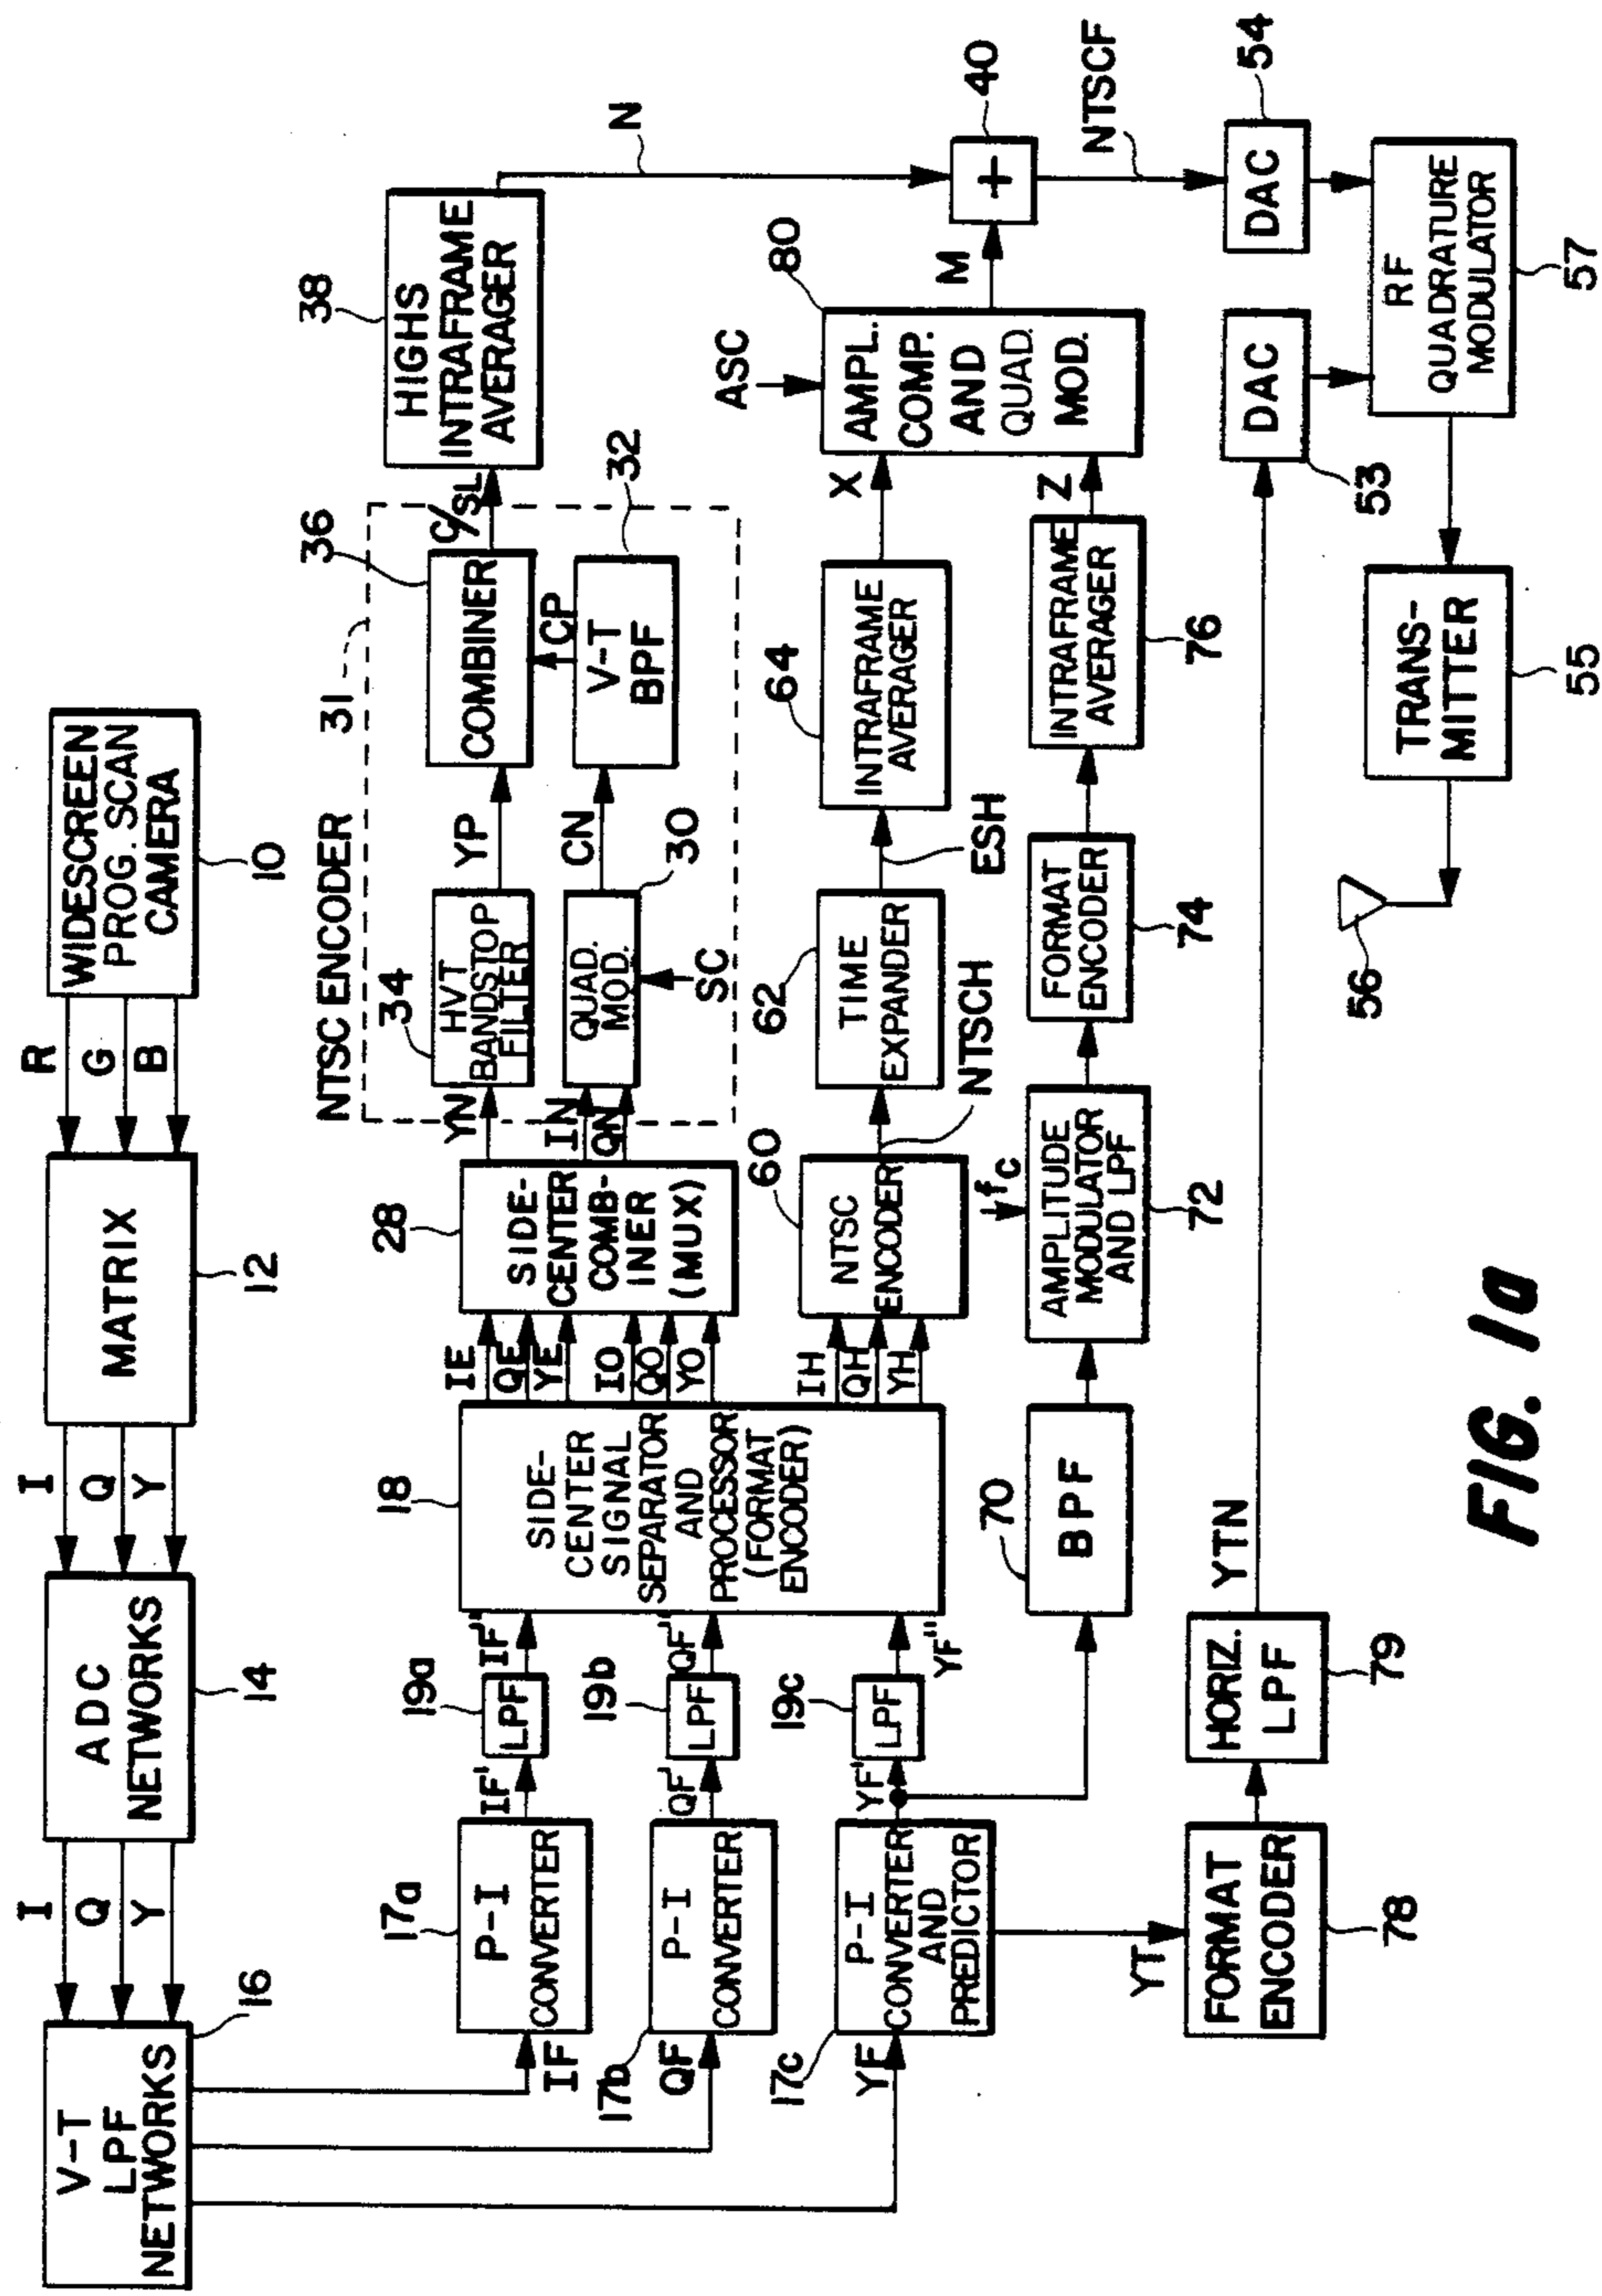 WIDESCREEN
PROG. SCAN
CAMERA
10
R
G
B
MATRIX
12
I
Q
Y
ADC
NETWORKS
14
I
Q
Y
V-T
LPF
NETWORKS
16
IF
QF
YF
17a
P-I
CONVERTER
17b
P-I
CONVERTER
17c
P-I
CONVERTER
AND
PREDICTOR
IF'
QF'
YF'
19a
LPF
19b
LPF
19c
LPF
IF"
QF"
YF"
18
SIDE-
CENTER
SIGNAL
SEPARATOR
AND
PROCESSOR
(FORMAT
ENCODER)
IE
QE
YE
IO
QO
YO
IH
QH
YH
28
SIDE-
CENTER
COMB-
INER
(MUX)
YN
IN
QN
NTSC ENCODER
31
34
HVT
BANDSTOP
FILTER
YP
QUAD.
MOD.
30
SC
CN
36
COMBINER
CP
V-T
BPF
32
C/SL
38
HIGHS
INTRAFRAME
AVERAGER
N
60
NTSC
ENCODER
NTSCH
62
TIME
EXPANDER
ESH
64
INTRAFRAME
AVERAGER
X
70
BPF
fc
AMPLITUDE
MODULATOR
AND LPF
72
FORMAT
ENCODER
74
INTRAFRAME
AVERAGER
76
Z
ASC
80
AMPL.
COMP.
AND
QUAD.
MOD.
M
+
40
NTSCF
YT
FORMAT
ENCODER
78
HORIZ.
LPF
79
YTN
DAC
53
DAC
54
RF
QUADRATURE
MODULATOR
57
TRANS-
MITTER
55
56
FIG. 1a